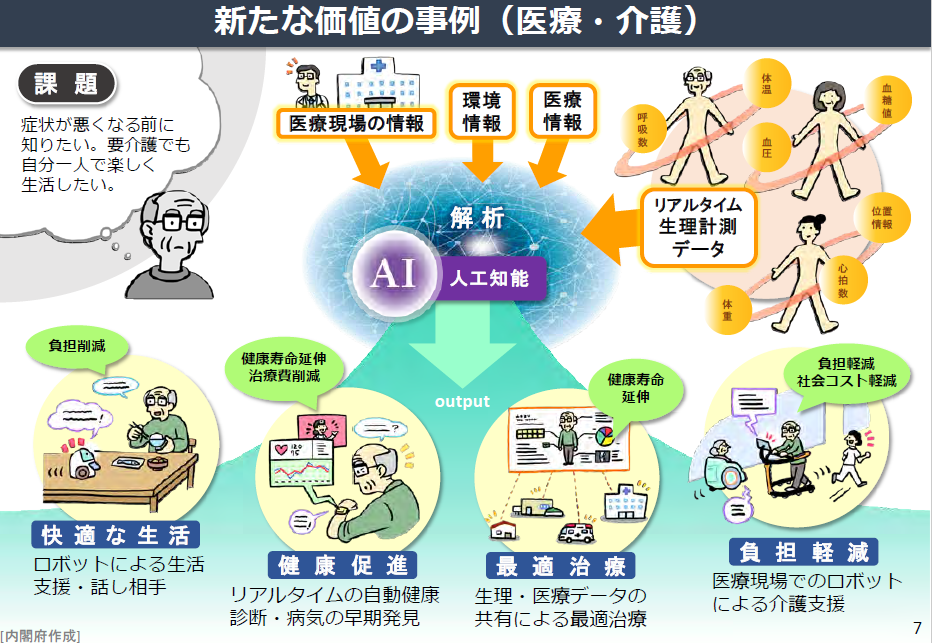 新たな価値の事例（医療・介護）
課題
症状が悪くなる前に
知りたい。要介護でも
自分一人で楽しく
生活したい。
医療現場の情報
環境
情報
医療
情報
解析
AI
人工知能
リアルタイム
生理計測
データ
体温
呼吸数
血圧
血糖値
位置
情報
心拍数
体重
output
負担削減
快適な生活
ロボットによる生活
支援・話し相手
健康寿命延伸
治療費削減
健康促進
リアルタイムの自動健康
診断・病気の早期発見
健康寿命
延伸
最適治療
生理・医療データの
共有による最適治療
負担軽減
社会コスト軽減
負担軽減
医療現場でのロボット
による介護支援
[内閣府作成]
7